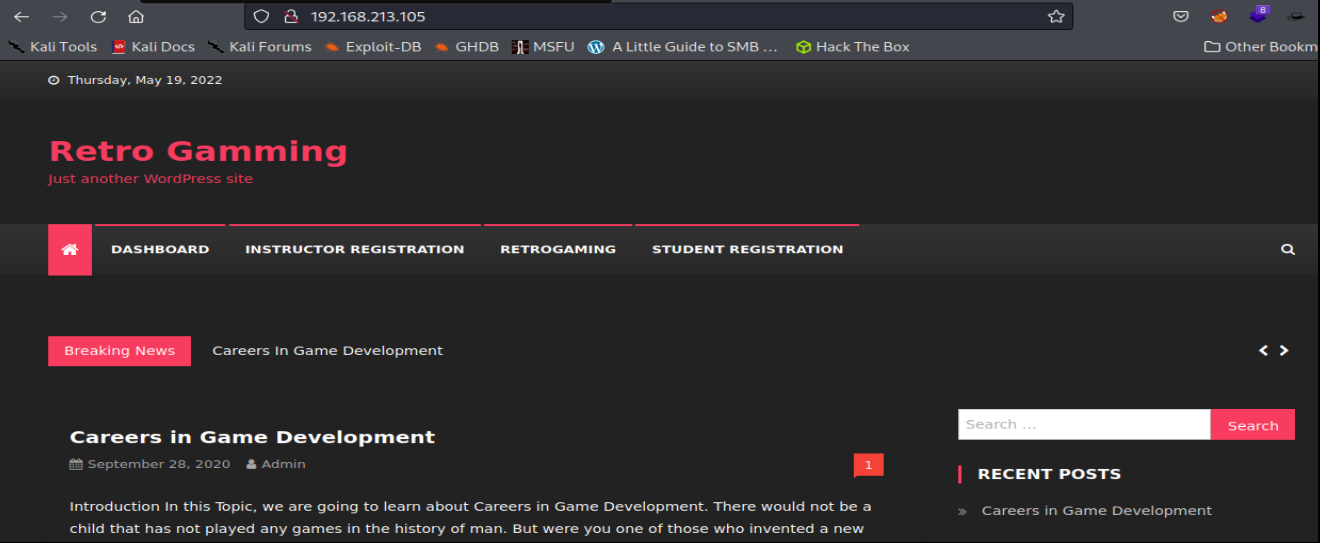 192.168.213.105
8
Kali Tools Kali Docs Kali Forums Exploit-DB GHDB MSFU A Little Guide to SMB ... Hack The Box Other Bookm
Thursday, May 19, 2022
Retro Gamming
Just another WordPress site
DASHBOARD INSTRUCTOR REGISTRATION RETROGAMING STUDENT REGISTRATION
Breaking News Careers In Game Development
Careers in Game Development
September 28, 2020 Admin
1
Introduction In this Topic, we are going to learn about Careers in Game Development. There would not be a
child that has not played any games in the history of man. But were you one of those who invented a new
Search ... Search
RECENT POSTS
» Careers in Game Development